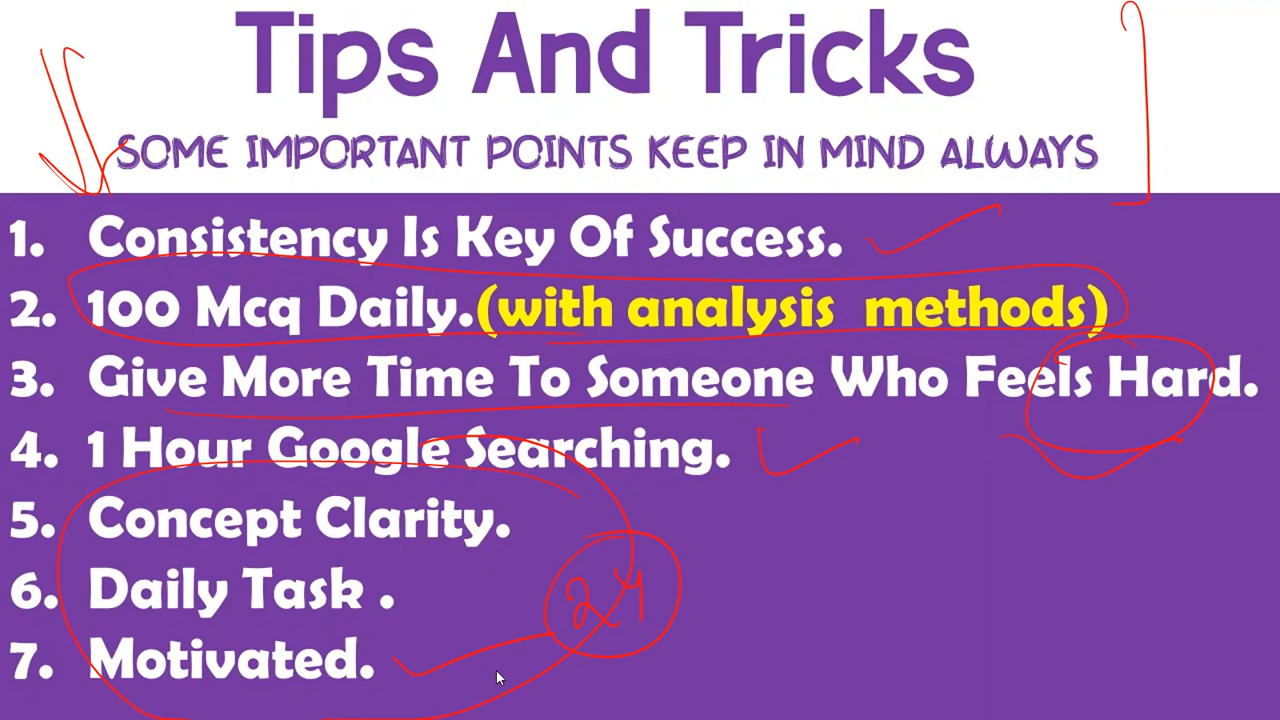 Tips And Tricks
SOME IMPORTANT POINTS KEEP IN MIND ALWAYS
1. Consistency Is Key Of Success.
2. 100 Mcq Daily.(with analysis methods)
3. Give More Time To Someone Who Feels Hard.
4. 1 Hour Google Searching.
5. Concept Clarity.
6. Daily Task .
24
7. Motivated.